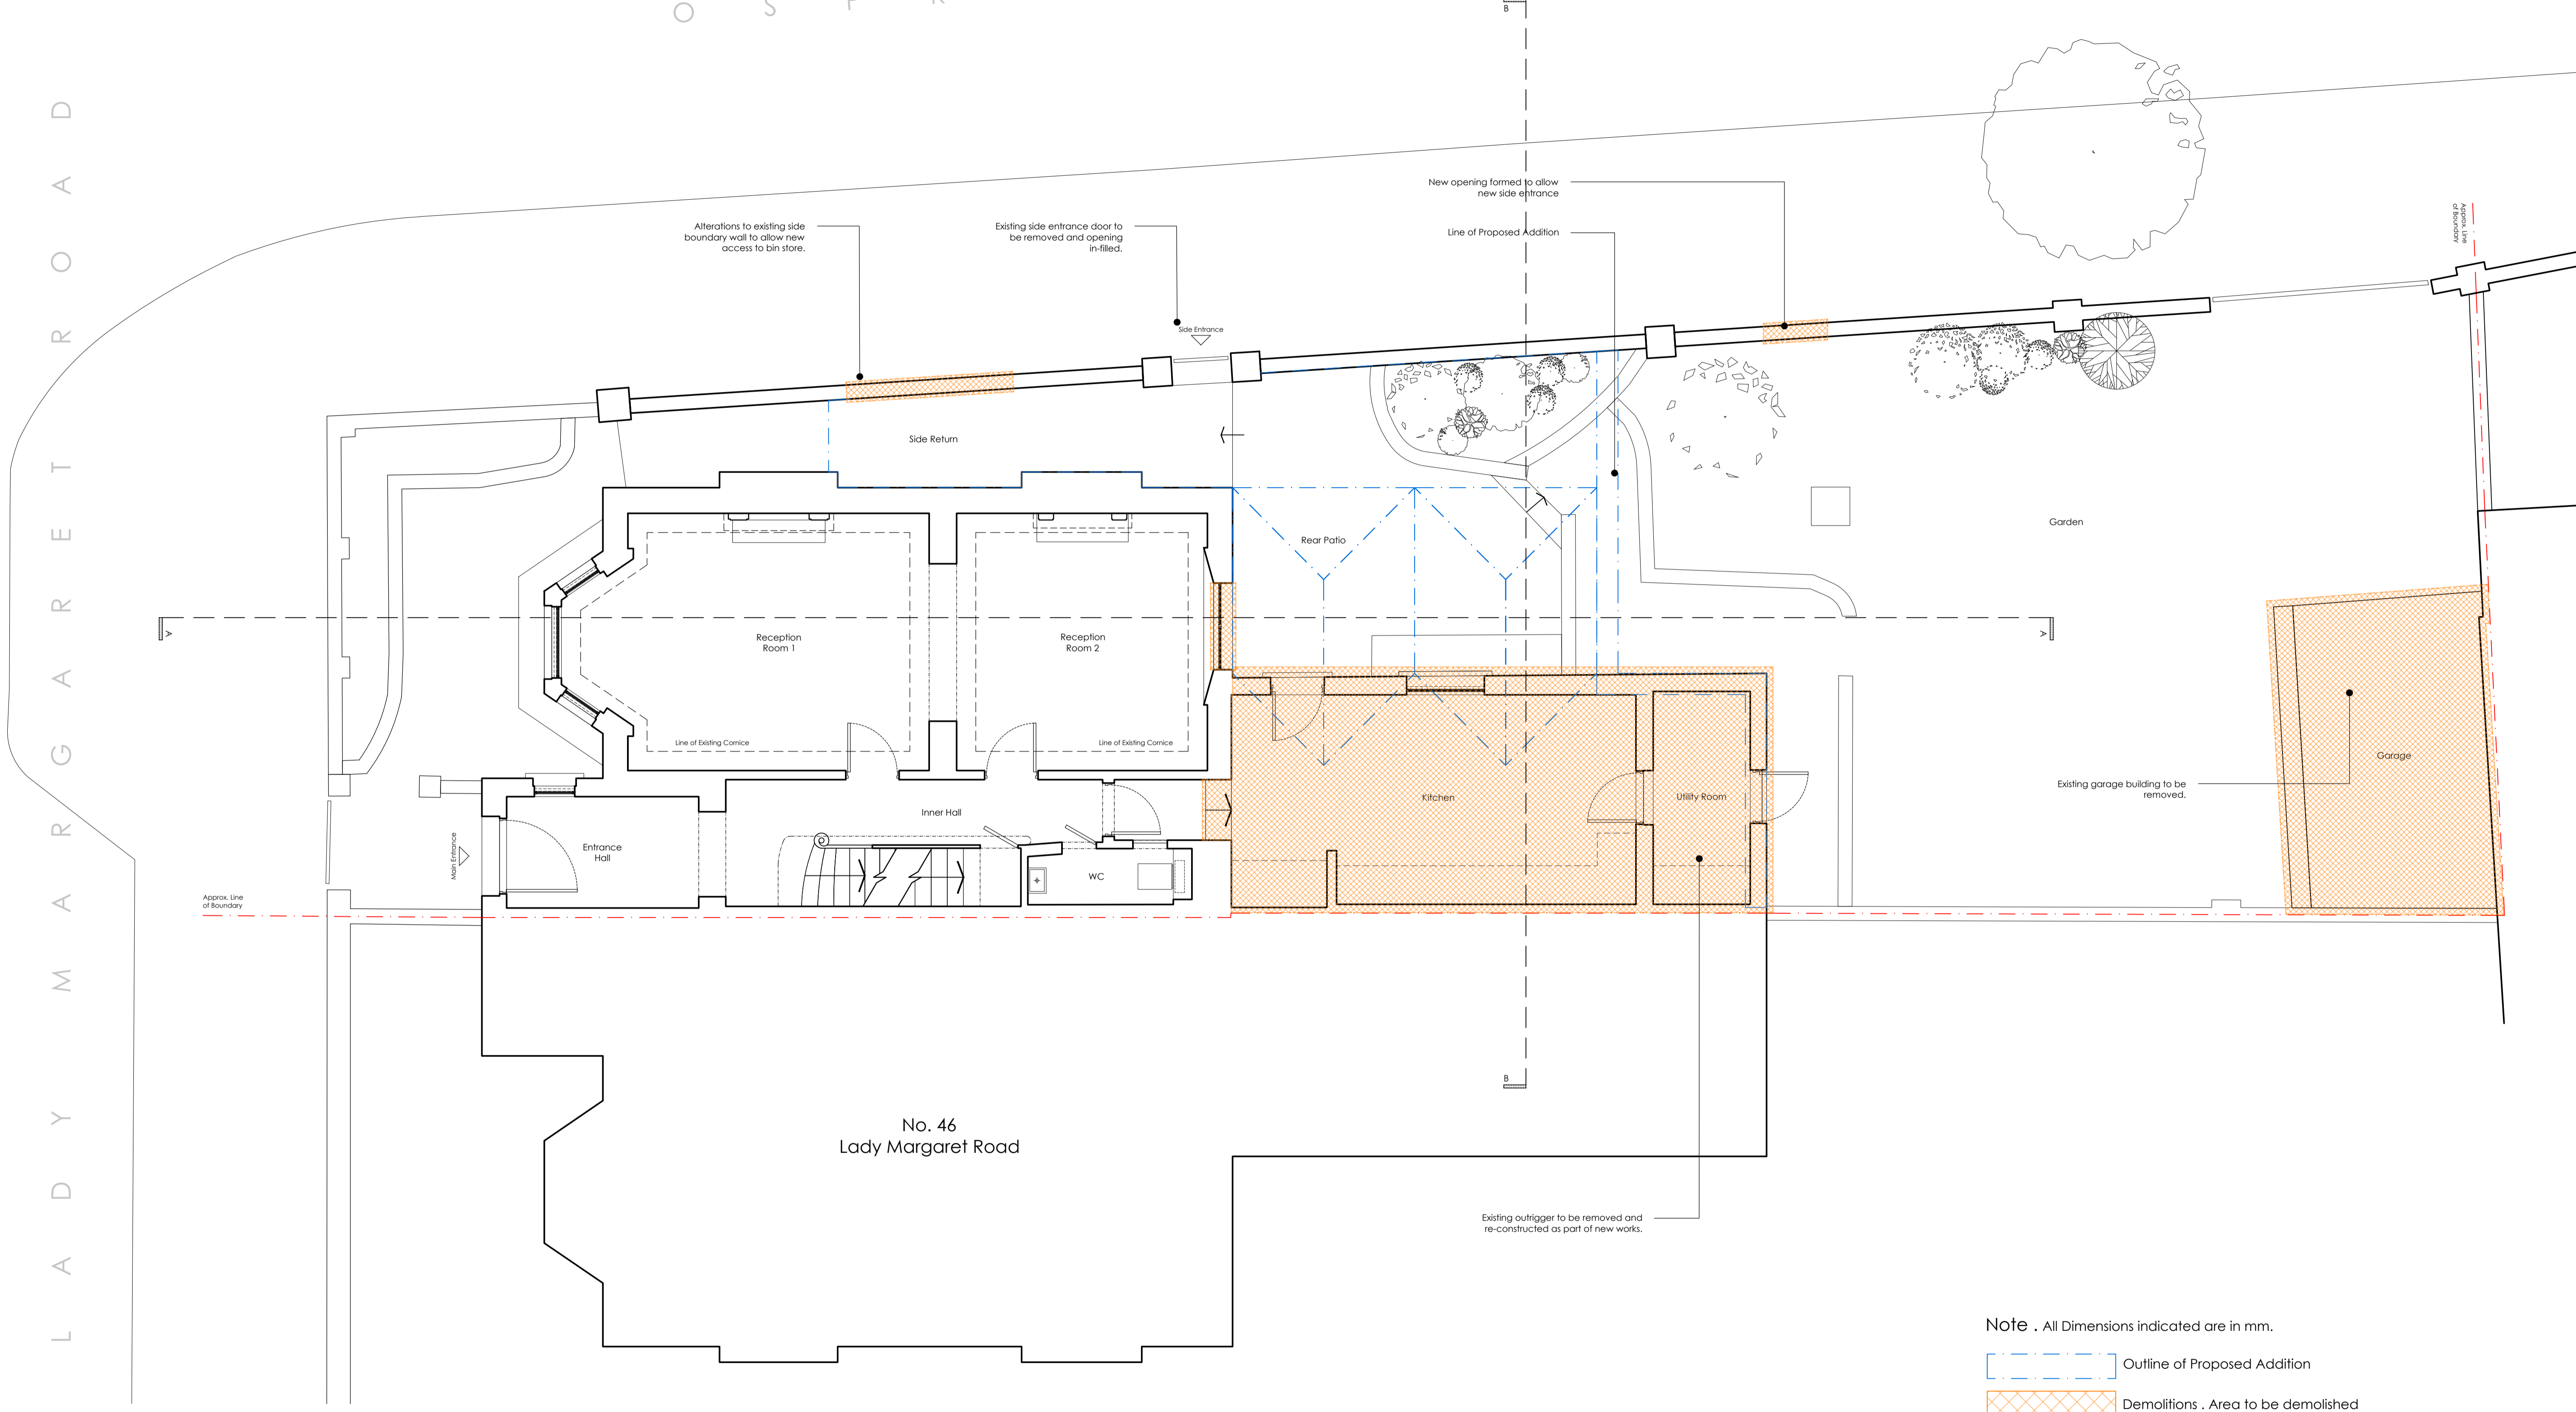 LADY MARGARET ROAD
O S P R
B
Alterations to existing side
boundary wall to allow new
access to bin store.
Existing side entrance door to
be removed and opening
in-filled.
New opening formed to allow
new side entrance
Line of Proposed Addition
Approx. Line
of Boundary
Side Entrance
Side Return
Garden
Rear Patio
A
A
Reception
Room 1
Reception
Room 2
Line of Existing Cornice
Line of Existing Cornice
Garage
Existing garage building to be
removed.
Kitchen
Utility Room
Inner Hall
Main Entrance
Entrance
Hall
WC
Approx. Line
of Boundary
B
No. 46
Lady Margaret Road
Existing outrigger to be removed and
re-constructed as part of new works.
Note . All Dimensions indicated are in mm.
Outline of Proposed Addition
Demolitions . Area to be demolished